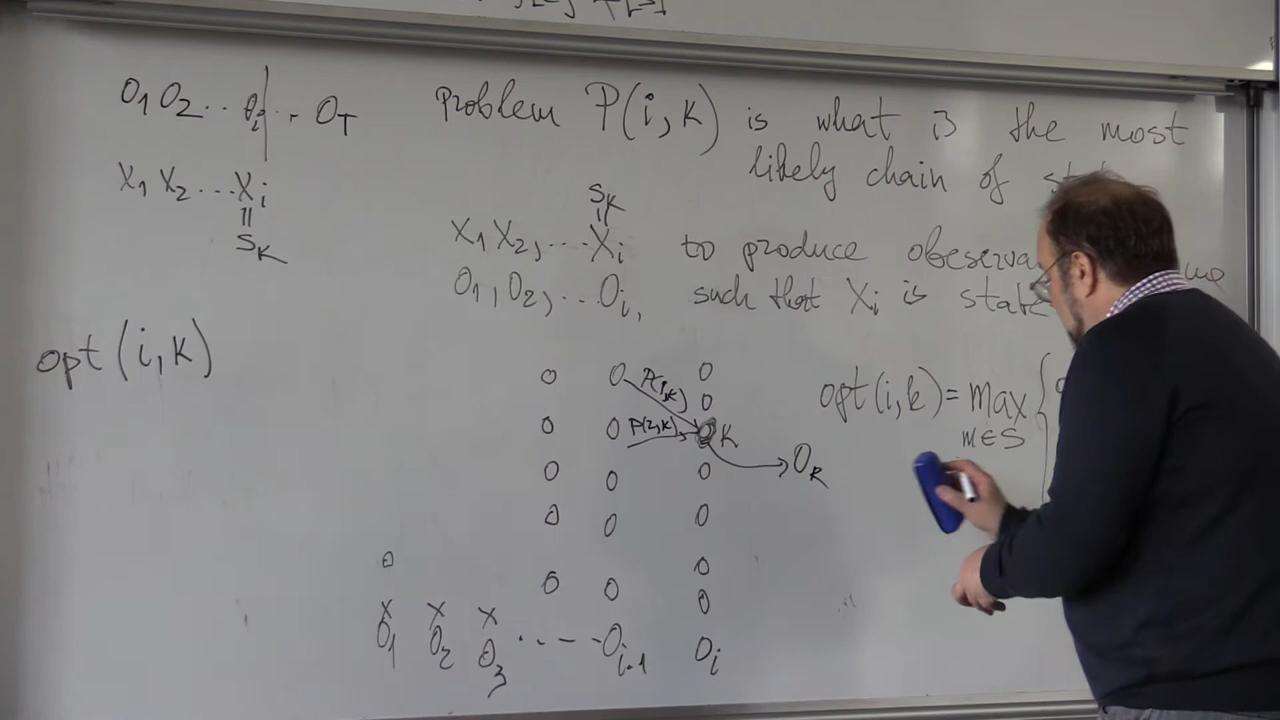 O1 O2 .. Oi .. OT
problem P(i,k) is what is the most
likely chain of
X1 X2 ... Xi
=
SK
SK
=
X1 X2, .... Xi to produce
O1, O2, ... Oi, such that Xi is state
opt(i,k)
opt(i,k) = max {
m∈S
P(1,K)
P(2,K)
K
OK
O1 O2 O3 ..--- Oi-1 Oi